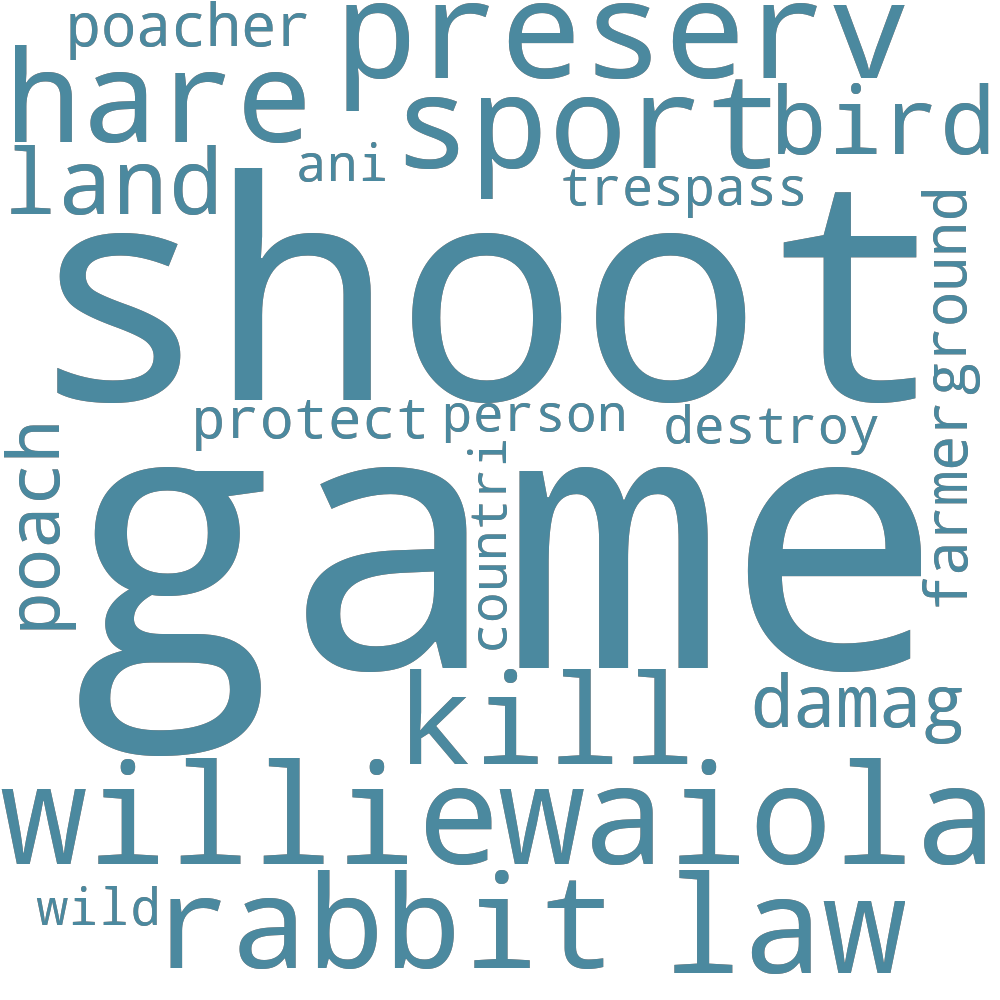 poacher
preserv
hare
sport
bird
land
ani
trespass
shoot
ground
protect
person
destroy
poach
countri
farmer
game
kill
damag
williewaiola
wild
rabbit
law